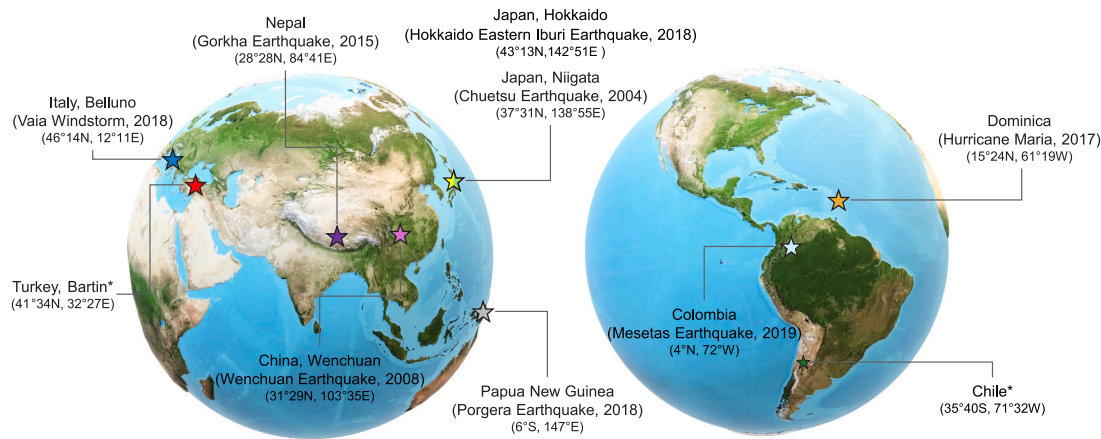 Nepal
(Gorkha Earthquake, 2015)
(28°28N, 84°41E)
Japan, Hokkaido
(Hokkaido Eastern Iburi Earthquake, 2018)
(43°13N,142°51E )
Japan, Niigata
(Chuetsu Earthquake, 2004)
(37°31N, 138°55E)
Italy, Belluno
(Vaia Windstorm, 2018)
(46°14N, 12°11E)
Dominica
(Hurricane Maria, 2017)
(15°24N, 61°19W)
Turkey, Bartin*
(41°34N, 32°27E)
China, Wenchuan
(Wenchuan Earthquake, 2008)
(31°29N, 103°35E)
Papua New Guinea
(Porgera Earthquake, 2018)
(6°S, 147°E)
Colombia
(Mesetas Earthquake, 2019)
(4°N, 72°W)
Chile*
(35°40S, 71°32W)